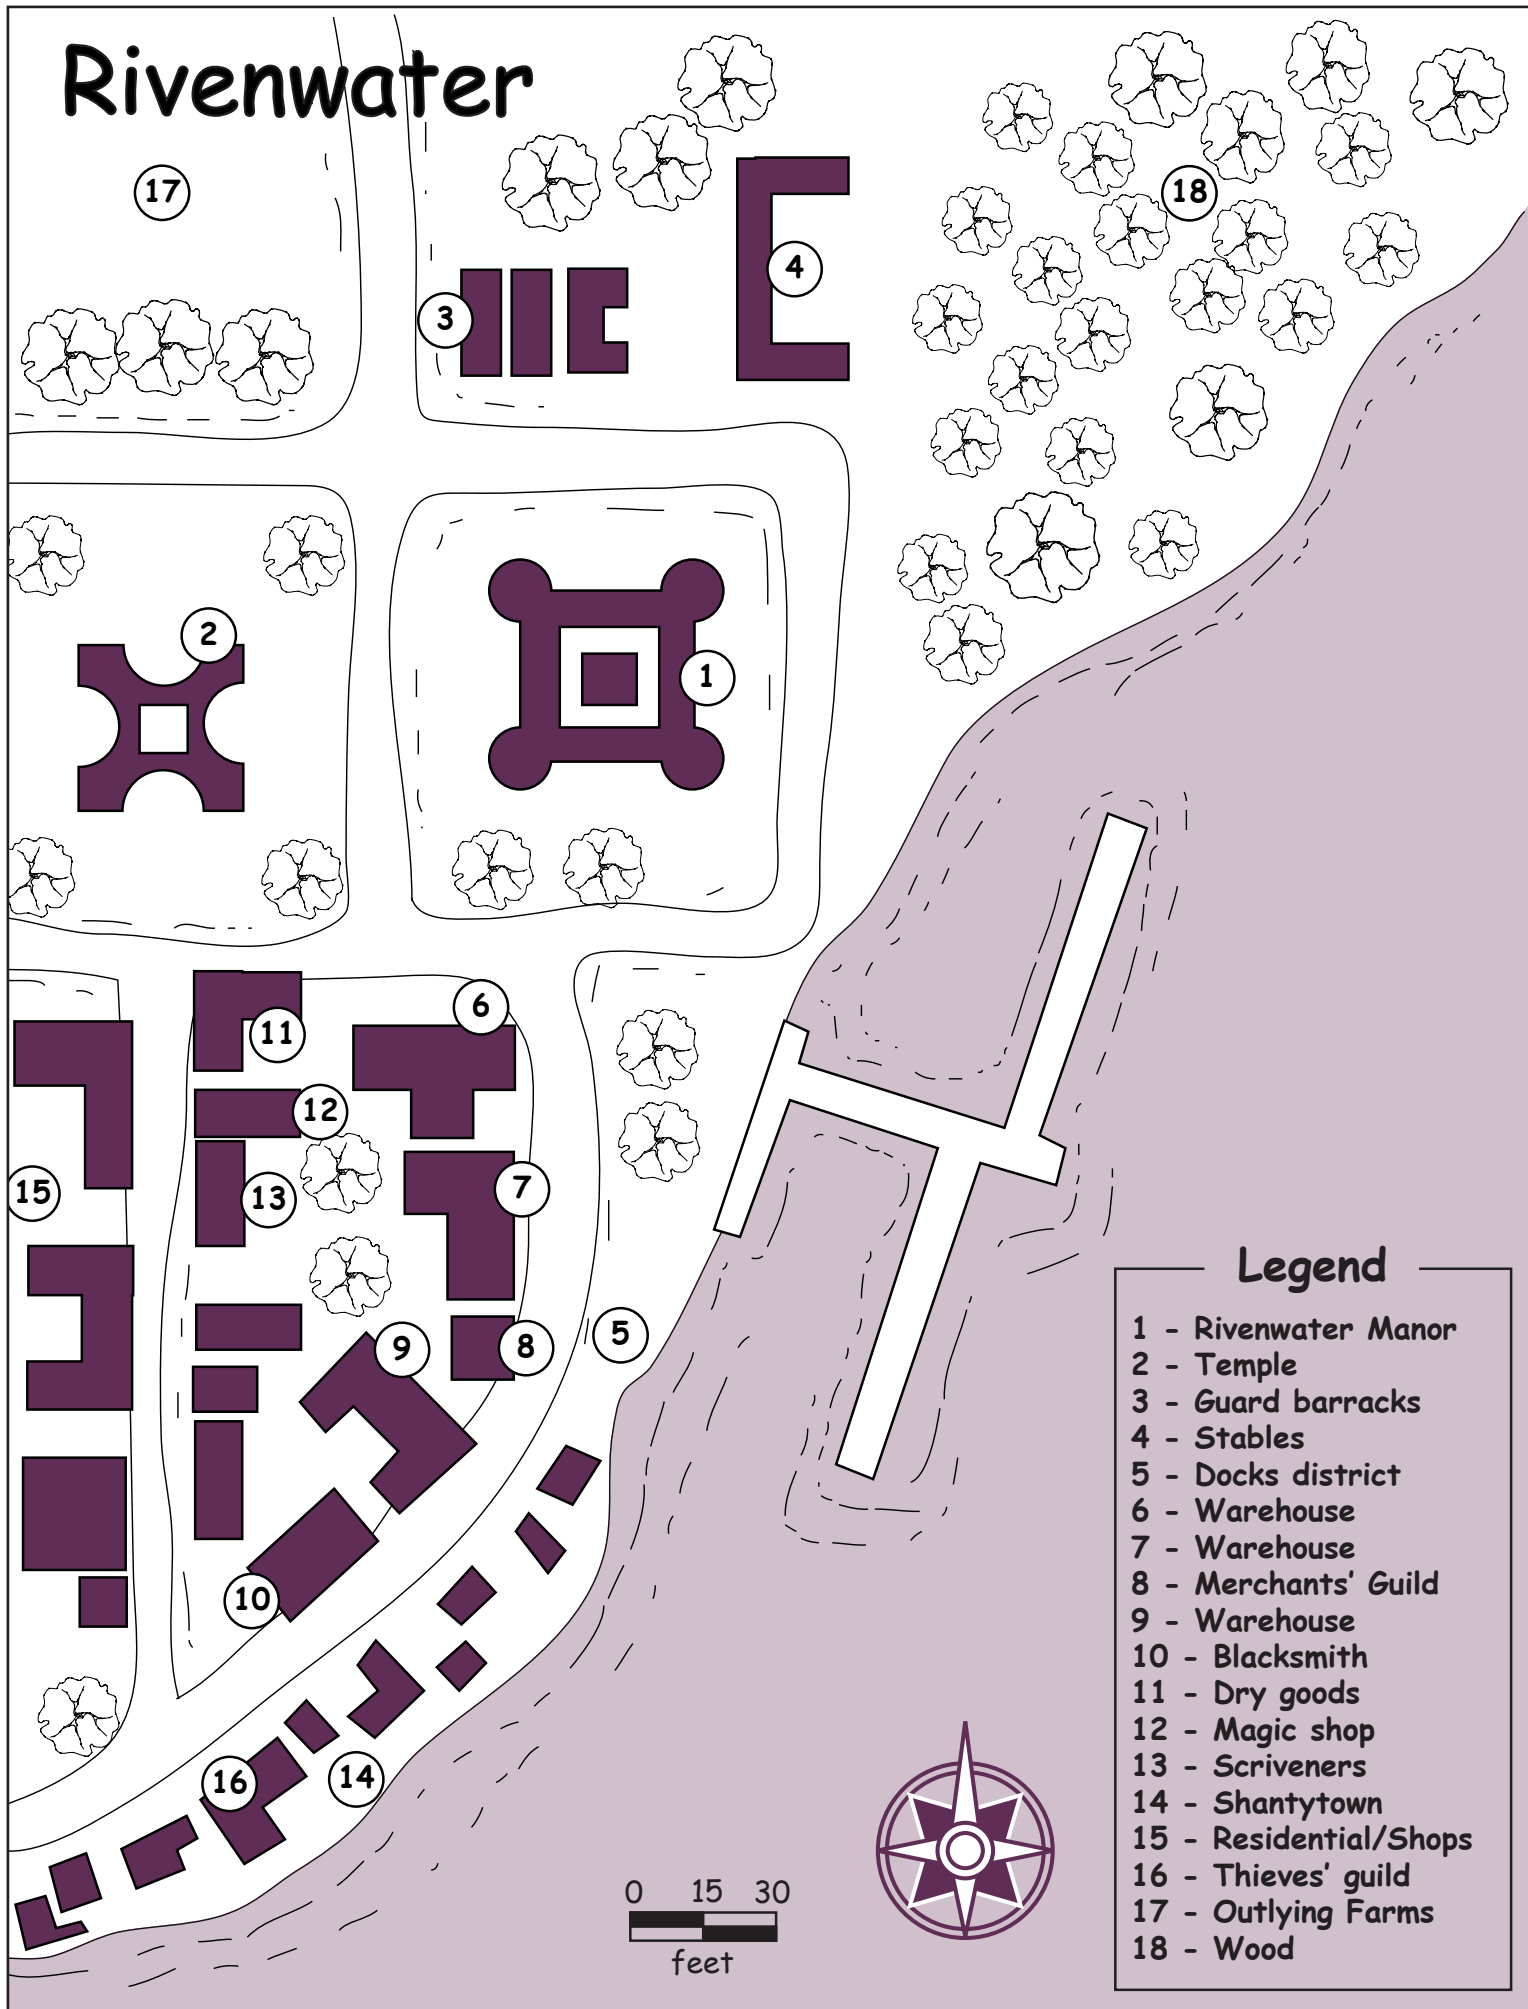 Rivenwater
17
18
4
3
2
1
6
11
12
7
15
13
5
8
9
10
14
16
Legend
1 - Rivenwater Manor
2 - Temple
3 - Guard barracks
4 - Stables
5 - Docks district
6 - Warehouse
7 - Warehouse
8 - Merchants' Guild
9 - Warehouse
10 - Blacksmith
11 - Dry goods
12 - Magic shop
13 - Scriveners
14 - Shantytown
15 - Residential/Shops
16 - Thieves' guild
17 - Outlying Farms
18 - Wood
0 15 30
feet